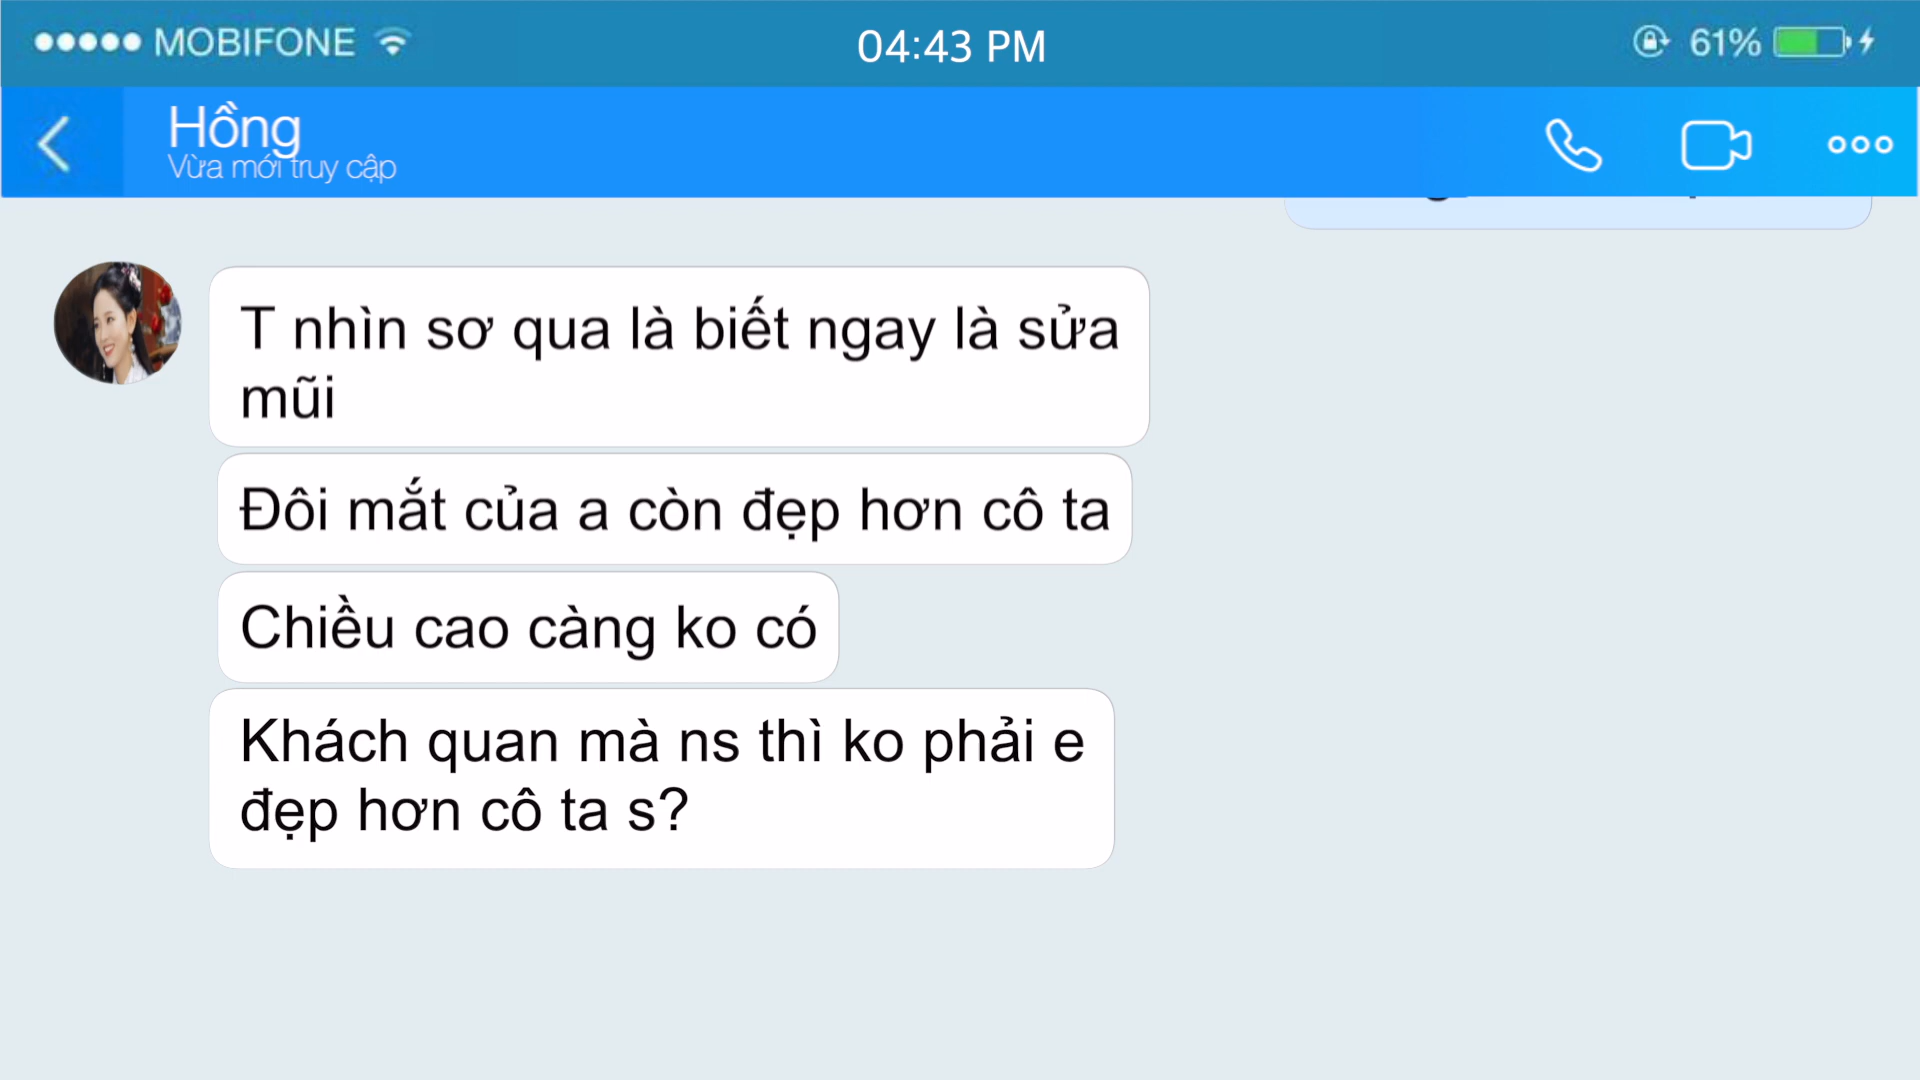 MOBIFONE
04:43 PM
61%
Hồng
Vừa mới truy cập
T nhìn sơ qua là biết ngay là sửa
mũi
Đôi mắt của a còn đẹp hơn cô ta
Chiều cao càng ko có
Khách quan mà ns thì ko phải e
đẹp hơn cô ta s?